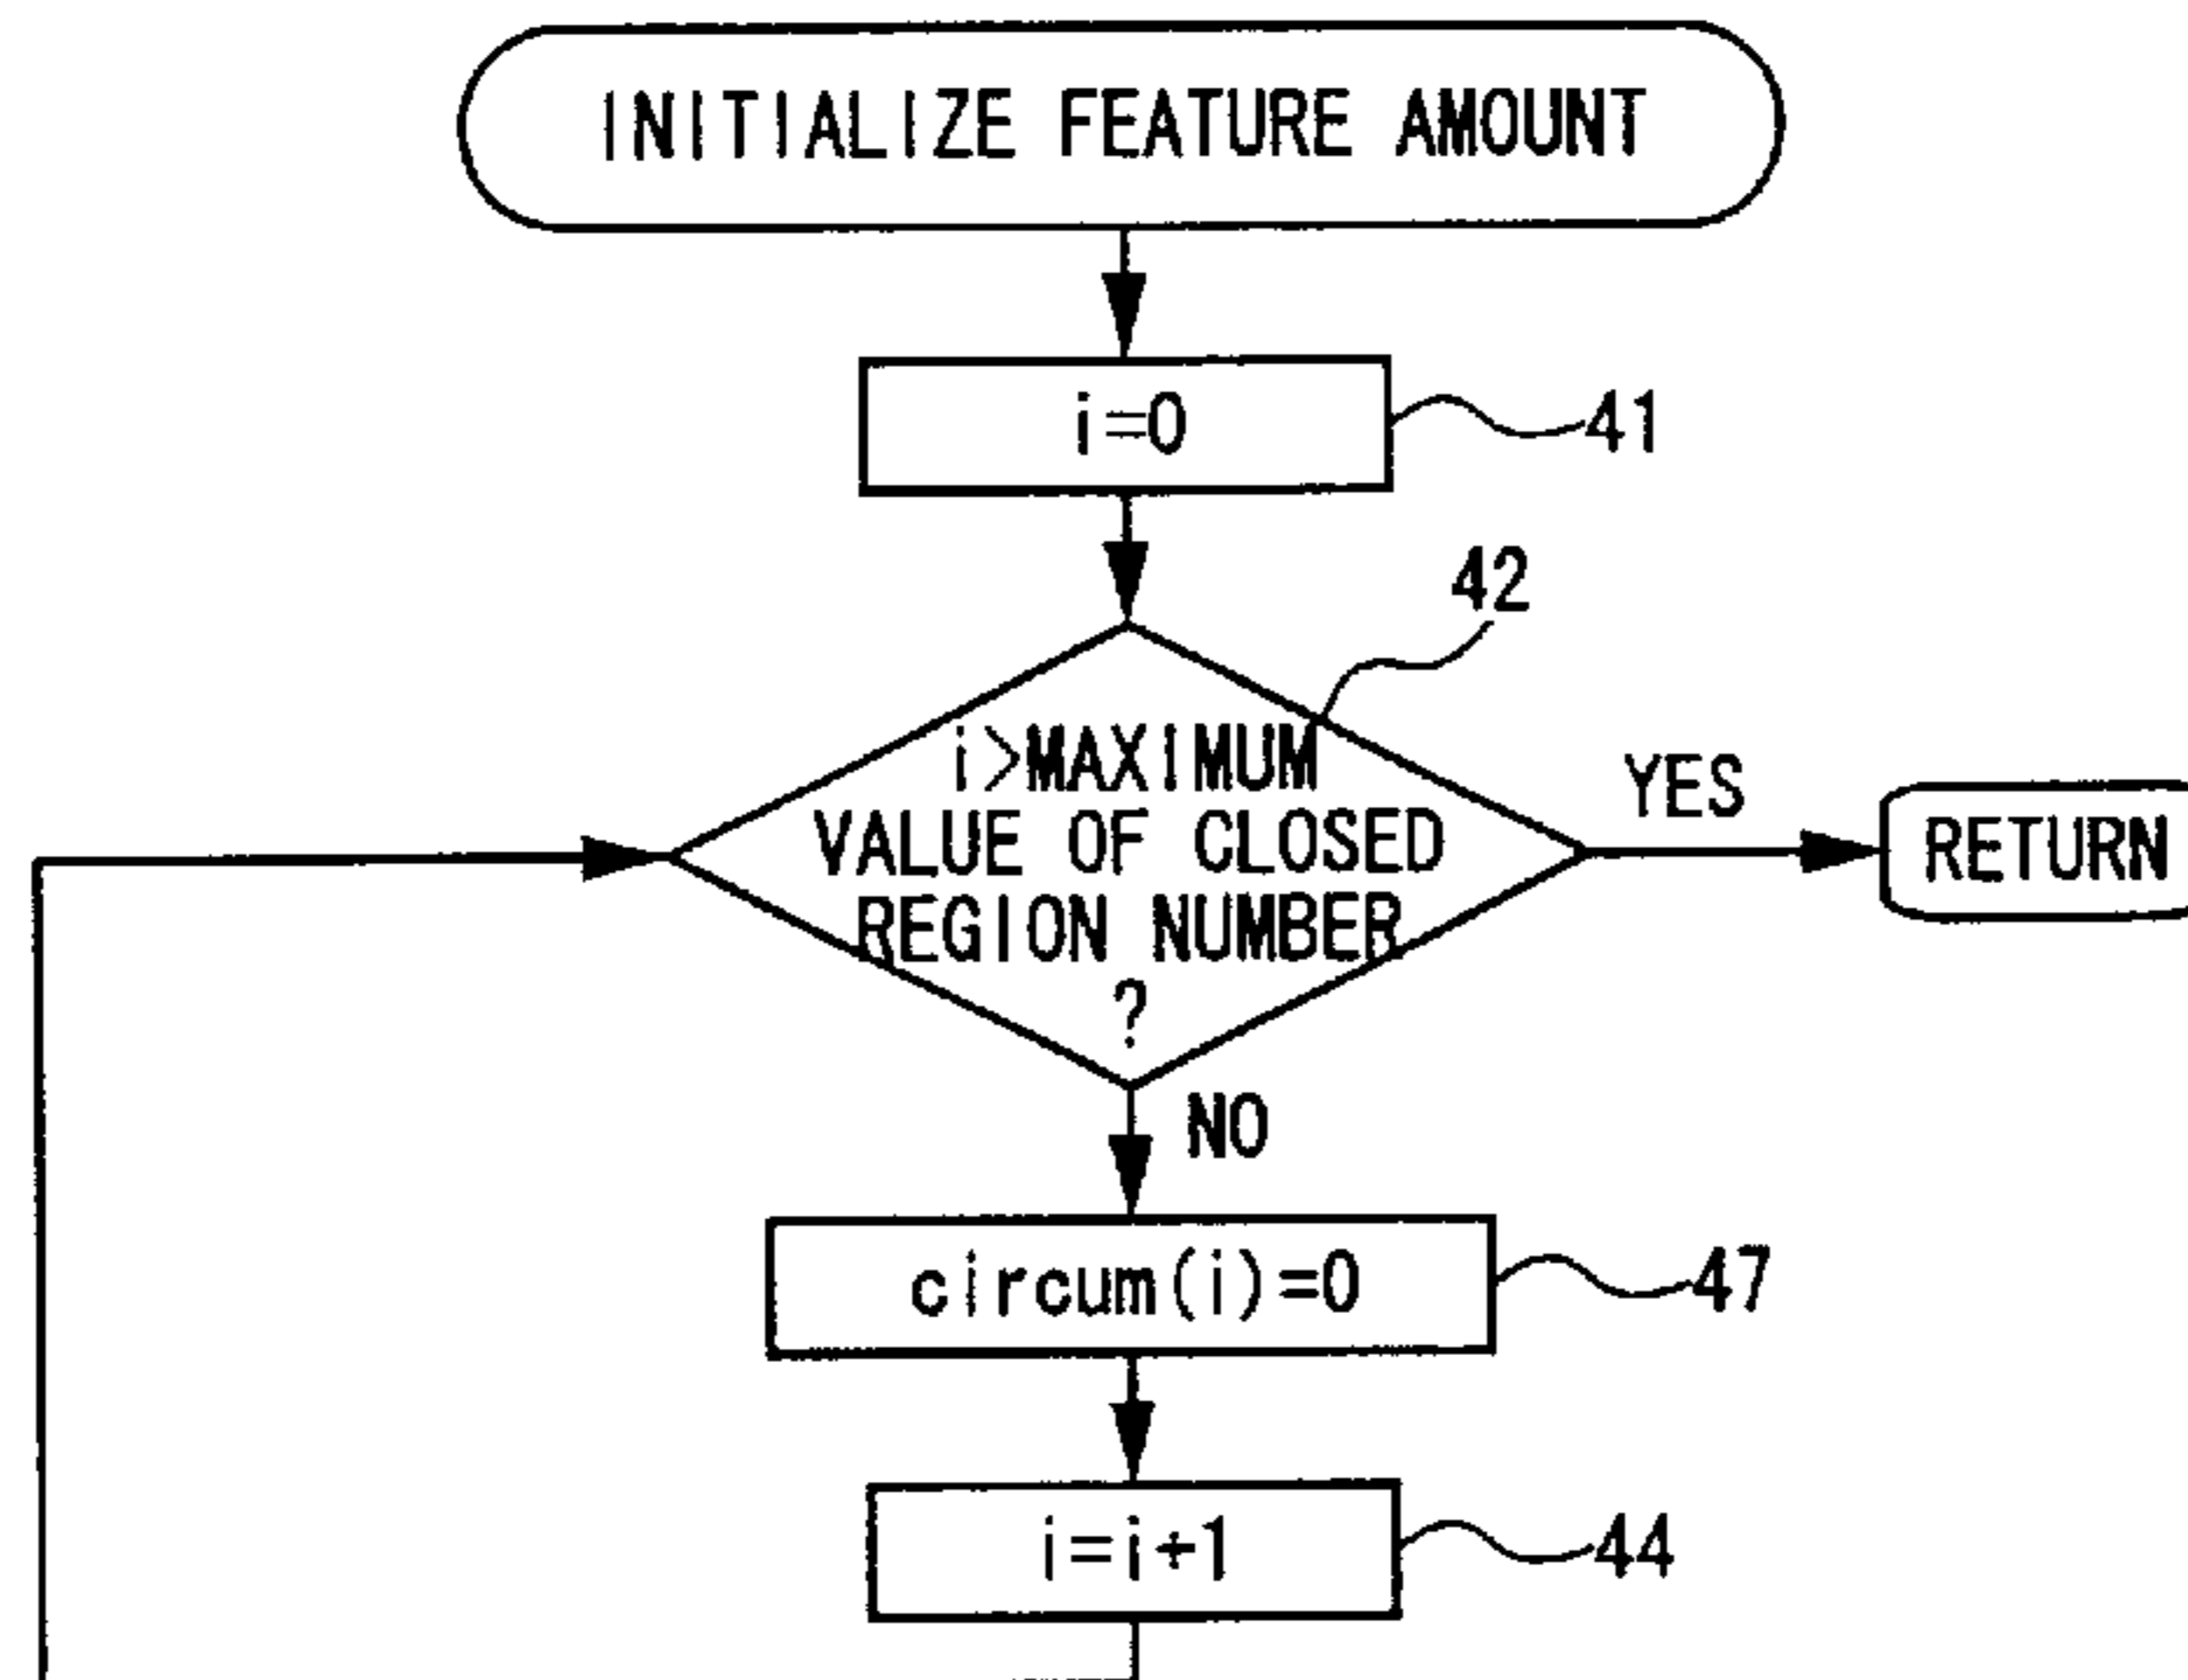 INITIALIZE FEATURE AMOUNT
i=0
41
42
i>MAXIMUM
VALUE OF CLOSED
REGION NUMBER
?
YES
RETURN
NO
circum(i)=0
47
i=i+1
44